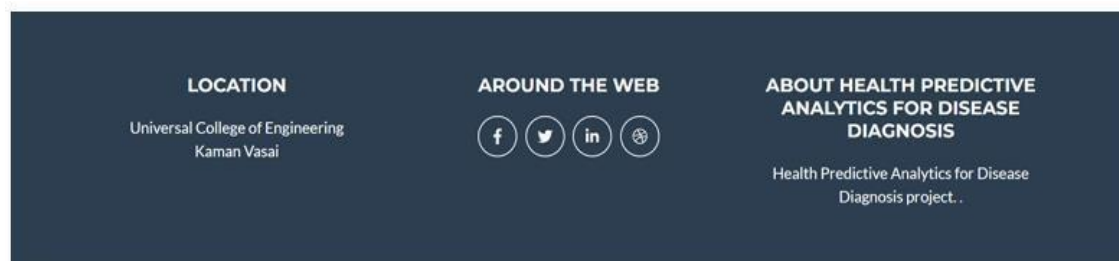 LOCATION
Universal College of Engineering
Kaman Vasai
AROUND THE WEB
ABOUT HEALTH PREDICTIVE
ANALYTICS FOR DISEASE
DIAGNOSIS
Health Predictive Analytics for Disease
Diagnosis project. .